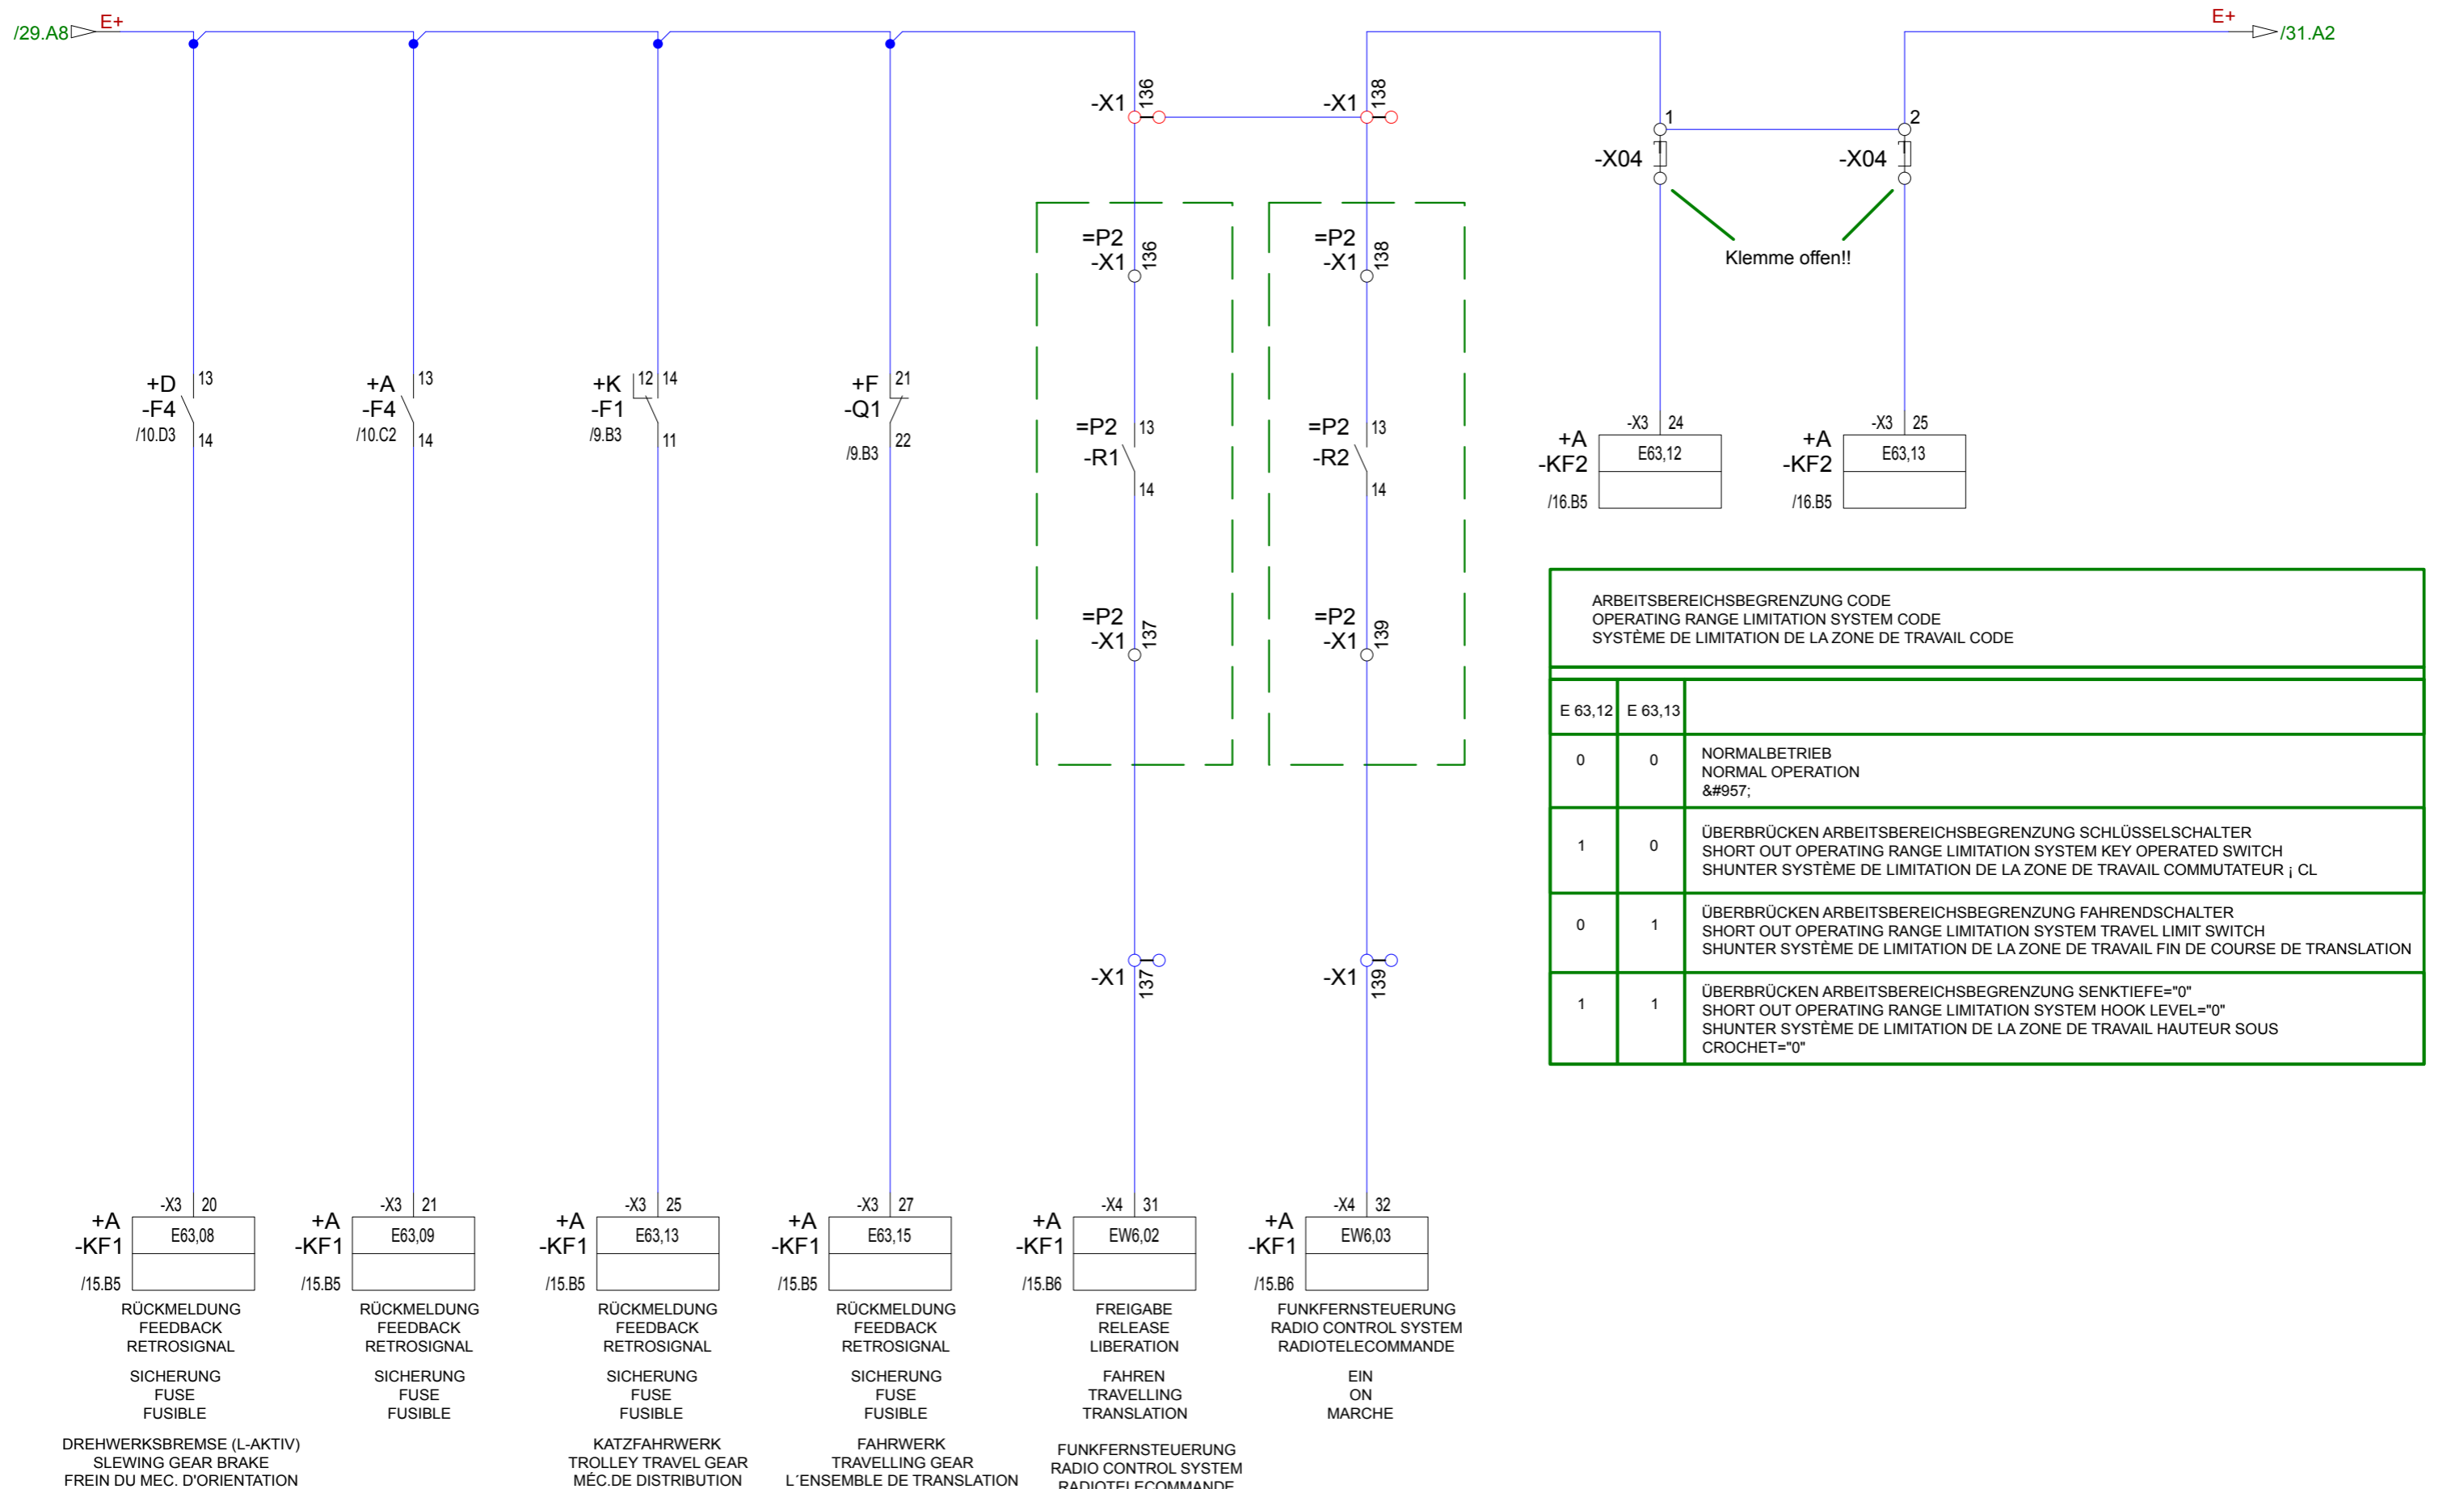 /29.A8
E+
E+
/31.A2
-X1
136
-X1
138
1
2
-X04
-X04
Klemme offen!!
=P2
-X1
136
=P2
-X1
138
+D
-F4
/10.D3
13
14
+A
-F4
/10.C2
13
14
+K
-F1
/9.B3
12
14
11
+F
-Q1
/9.B3
21
22
=P2
-R1
13
14
=P2
-R2
13
14
-X3
24
+A
-KF2
/16.B5
E63,12
-X3
25
+A
-KF2
/16.B5
E63,13
=P2
-X1
137
=P2
-X1
139
ARBEITSBEREICHSBEGRENZUNG CODE
OPERATING RANGE LIMITATION SYSTEM CODE
SYSTÈME DE LIMITATION DE LA ZONE DE TRAVAIL CODE
E 63,12
E 63,13
0
0
NORMALBETRIEB
NORMAL OPERATION
&#957;
1
0
ÜBERBRÜCKEN ARBEITSBEREICHSBEGRENZUNG SCHLÜSSELSCHALTER
SHORT OUT OPERATING RANGE LIMITATION SYSTEM KEY OPERATED SWITCH
SHUNTER SYSTÈME DE LIMITATION DE LA ZONE DE TRAVAIL COMMUTATEUR ¡ CL
0
1
ÜBERBRÜCKEN ARBEITSBEREICHSBEGRENZUNG FAHRENDSCHALTER
SHORT OUT OPERATING RANGE LIMITATION SYSTEM TRAVEL LIMIT SWITCH
SHUNTER SYSTÈME DE LIMITATION DE LA ZONE DE TRAVAIL FIN DE COURSE DE TRANSLATION
1
1
ÜBERBRÜCKEN ARBEITSBEREICHSBEGRENZUNG SENKTIEFE="0"
SHORT OUT OPERATING RANGE LIMITATION SYSTEM HOOK LEVEL="0"
SHUNTER SYSTÈME DE LIMITATION DE LA ZONE DE TRAVAIL HAUTEUR SOUS
CROCHET="0"
-X1
137
-X1
139
-X3
20
+A
-KF1
/15.B5
E63,08
RÜCKMELDUNG
FEEDBACK
RETROSIGNAL
SICHERUNG
FUSE
FUSIBLE
DREHWERKSBREMSE (L-AKTIV)
SLEWING GEAR BRAKE
FREIN DU MEC. D'ORIENTATION
-X3
21
+A
-KF1
/15.B5
E63,09
RÜCKMELDUNG
FEEDBACK
RETROSIGNAL
SICHERUNG
FUSE
FUSIBLE
-X3
25
+A
-KF1
/15.B5
E63,13
RÜCKMELDUNG
FEEDBACK
RETROSIGNAL
SICHERUNG
FUSE
FUSIBLE
KATZFAHRWERK
TROLLEY TRAVEL GEAR
MÉC.DE DISTRIBUTION
-X3
27
+A
-KF1
/15.B5
E63,15
RÜCKMELDUNG
FEEDBACK
RETROSIGNAL
SICHERUNG
FUSE
FUSIBLE
FAHRWERK
TRAVELLING GEAR
L´ENSEMBLE DE TRANSLATION
-X4
31
+A
-KF1
/15.B6
EW6,02
FREIGABE
RELEASE
LIBERATION
FAHREN
TRAVELLING
TRANSLATION
FUNKFERNSTEUERUNG
RADIO CONTROL SYSTEM
RADIOTELECOMMANDE
-X4
32
+A
-KF1
/15.B6
EW6,03
FUNKFERNSTEUERUNG
RADIO CONTROL SYSTEM
RADIOTELECOMMANDE
EIN
ON
MARCHE